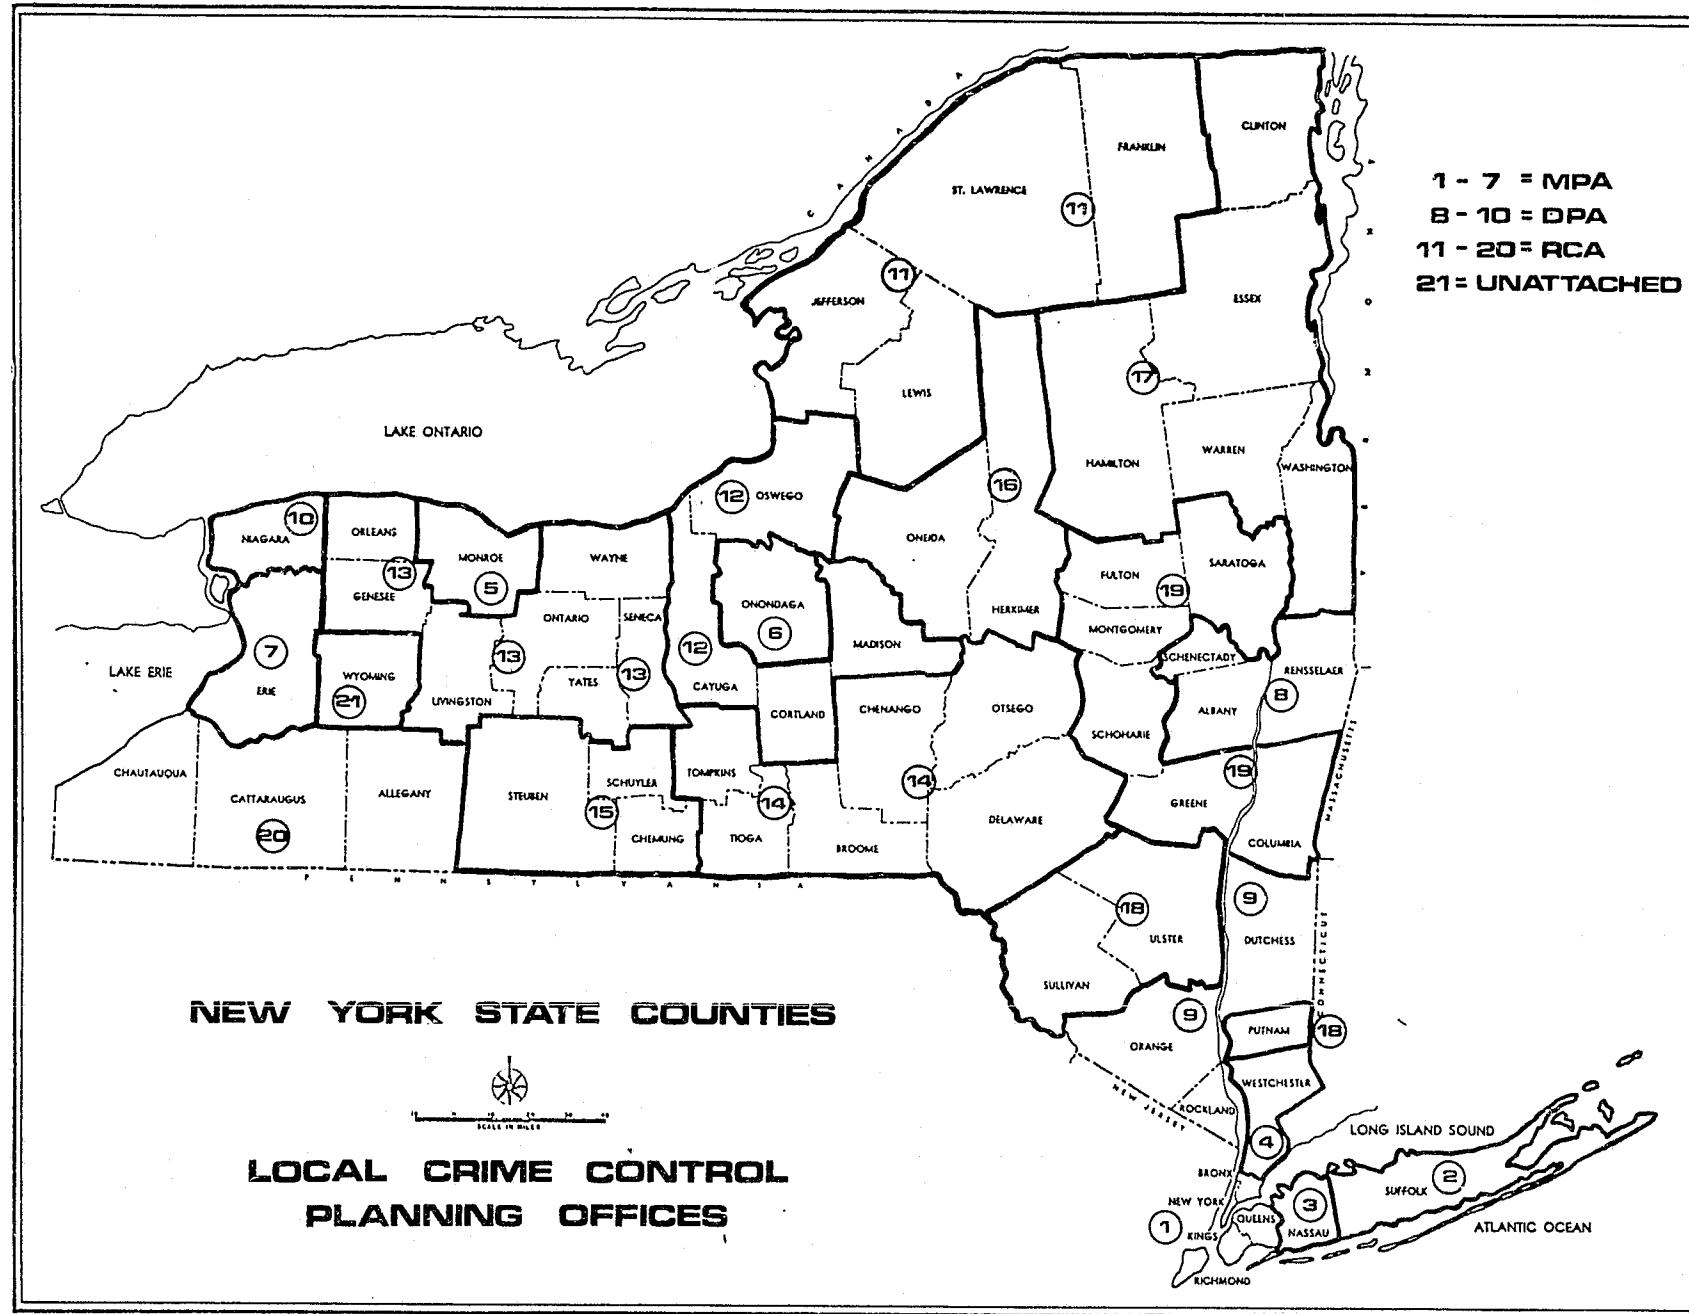 CANADA
CLINTON
FRANKLIN
ST. LAWRENCE
11
1 - 7 = MPA
8 - 10 = DPA
11 - 20 = RCA
21 = UNATTACHED
11
JEFFERSON
ESSEX
17
LEWIS
LAKE ONTARIO
HAMILTON
WARREN
WASHINGTON
16
12 OSWEGO
10
NIAGARA
ORLEANS
MONROE
WAYNE
ONEIDA
SARATOGA
13
GENESEE
5
FULTON
19
ONTARIO
SENECA
ONONDAGA
6
HERKIMER
MONTGOMERY
7
13
12
MADISON
SCHENECTADY
RENSSELAER
LAKE ERIE
ERIE
WYOMING
21
LIVINGSTON
YATES
13
CAYUGA
CORTLAND
CHENANGO
OTSEGO
ALBANY
8
SCHOHARIE
MASSACHUSETTS
CHAUTAUQUA
CATTARAUGUS
20
ALLEGANY
STEUBEN
SCHUYLER
15
CHEMUNG
TOMPKINS
14
TIOGA
BROOME
14
DELAWARE
19
GREENE
COLUMBIA
PENNSYLVANIA
18
ULSTER
9
DUTCHESS
CONNECTICUT
SULLIVAN
9
ORANGE
PUTNAM
18
WESTCHESTER
NEW JERSEY
ROCKLAND
4
LONG ISLAND SOUND
BRONX
NEW YORK
1
KINGS
QUEENS
3
NASSAU
SUFFOLK
2
ATLANTIC OCEAN
RICHMOND
NEW YORK STATE COUNTIES
SCALE IN MILES
LOCAL CRIME CONTROL
PLANNING OFFICES